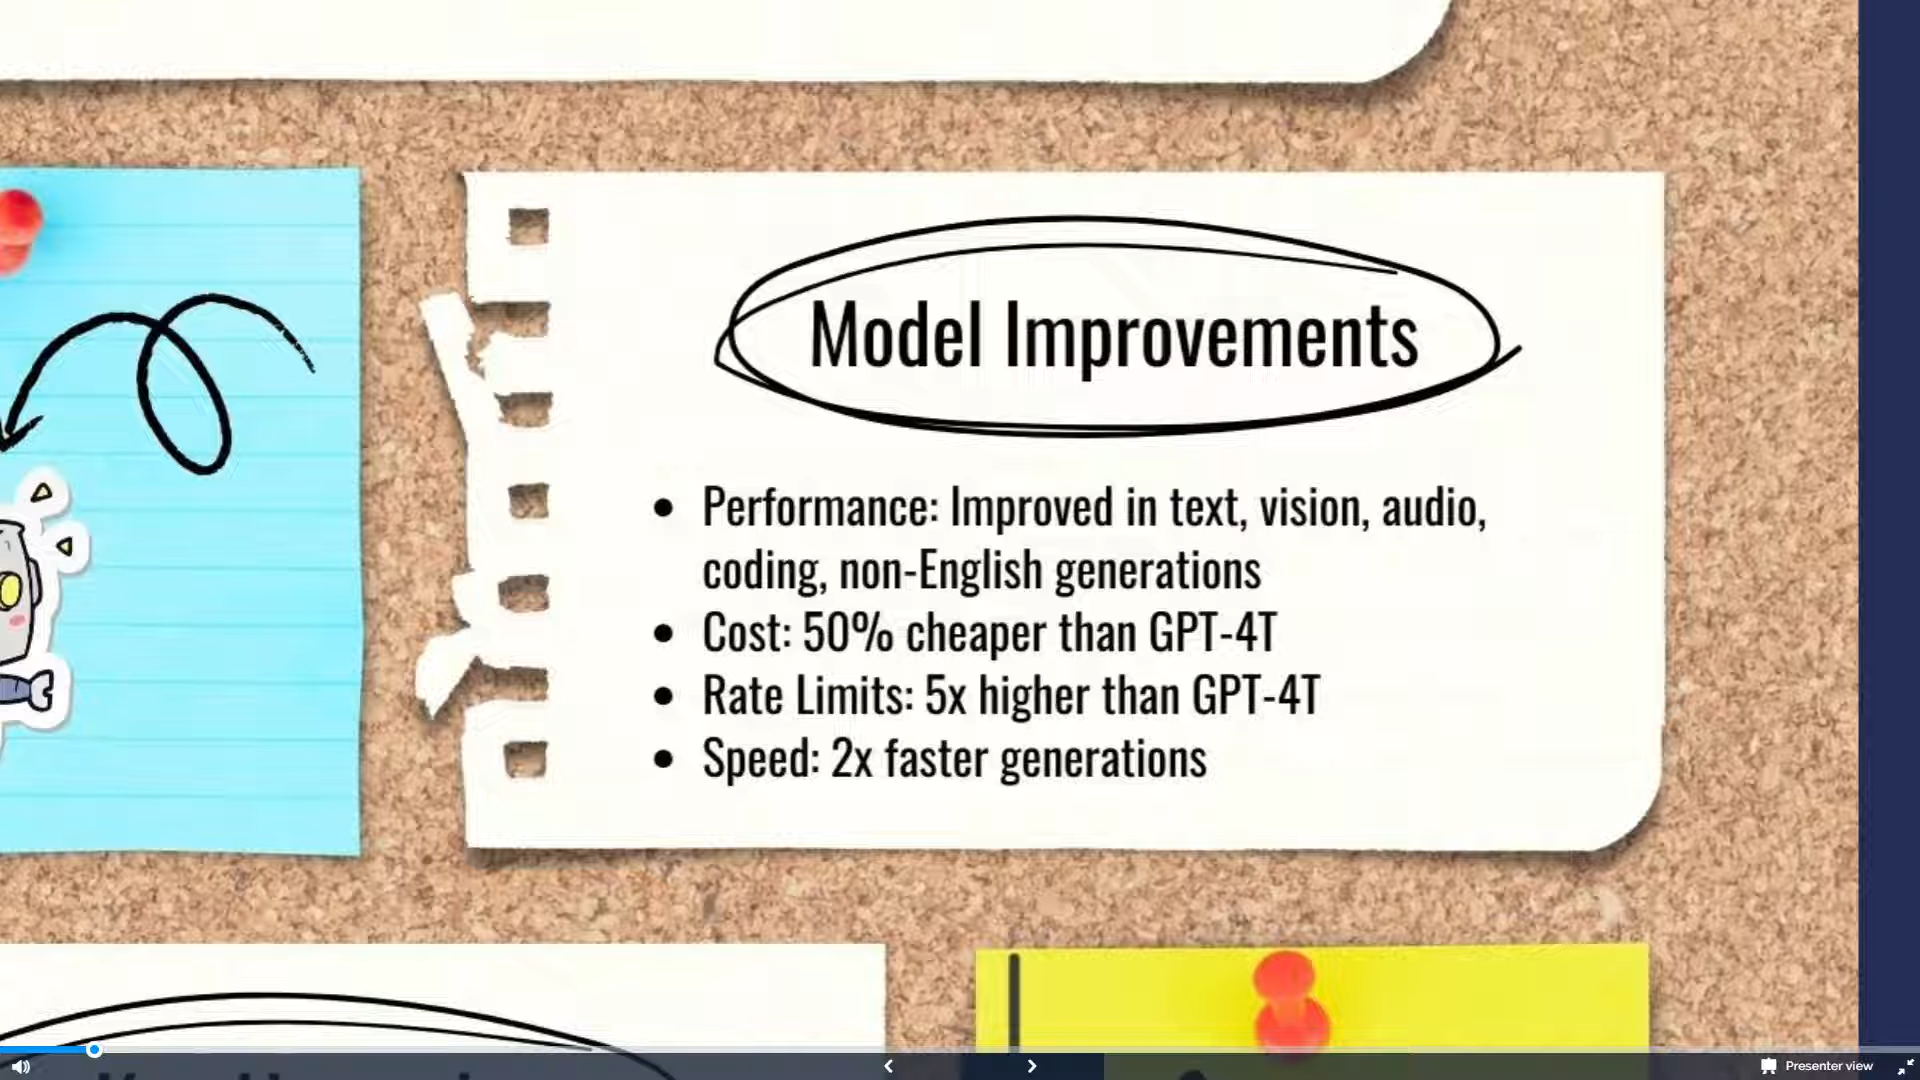 Model Improvements
• Performance: Improved in text, vision, audio,
coding, non-English generations
• Cost: 50% cheaper than GPT-4T
• Rate Limits: 5x higher than GPT-4T
• Speed: 2x faster generations
Presenter view